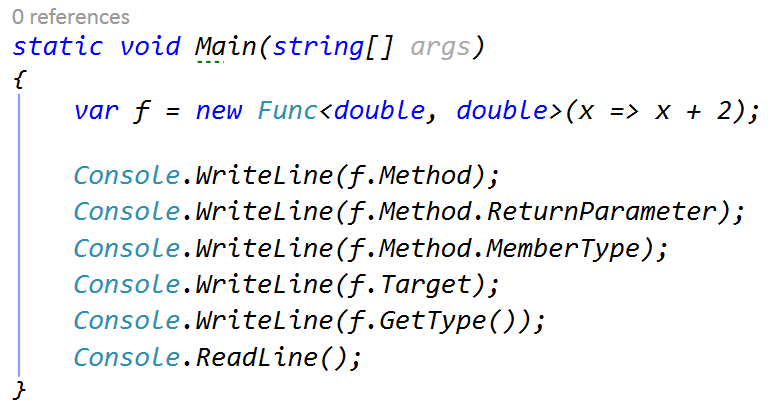 0 references
static void Main(string[] args)
{
    var f = new Func<double, double>(x => x + 2);

    Console.WriteLine(f.Method);
    Console.WriteLine(f.Method.ReturnParameter);
    Console.WriteLine(f.Method.MemberType);
    Console.WriteLine(f.Target);
    Console.WriteLine(f.GetType());
    Console.ReadLine();
}